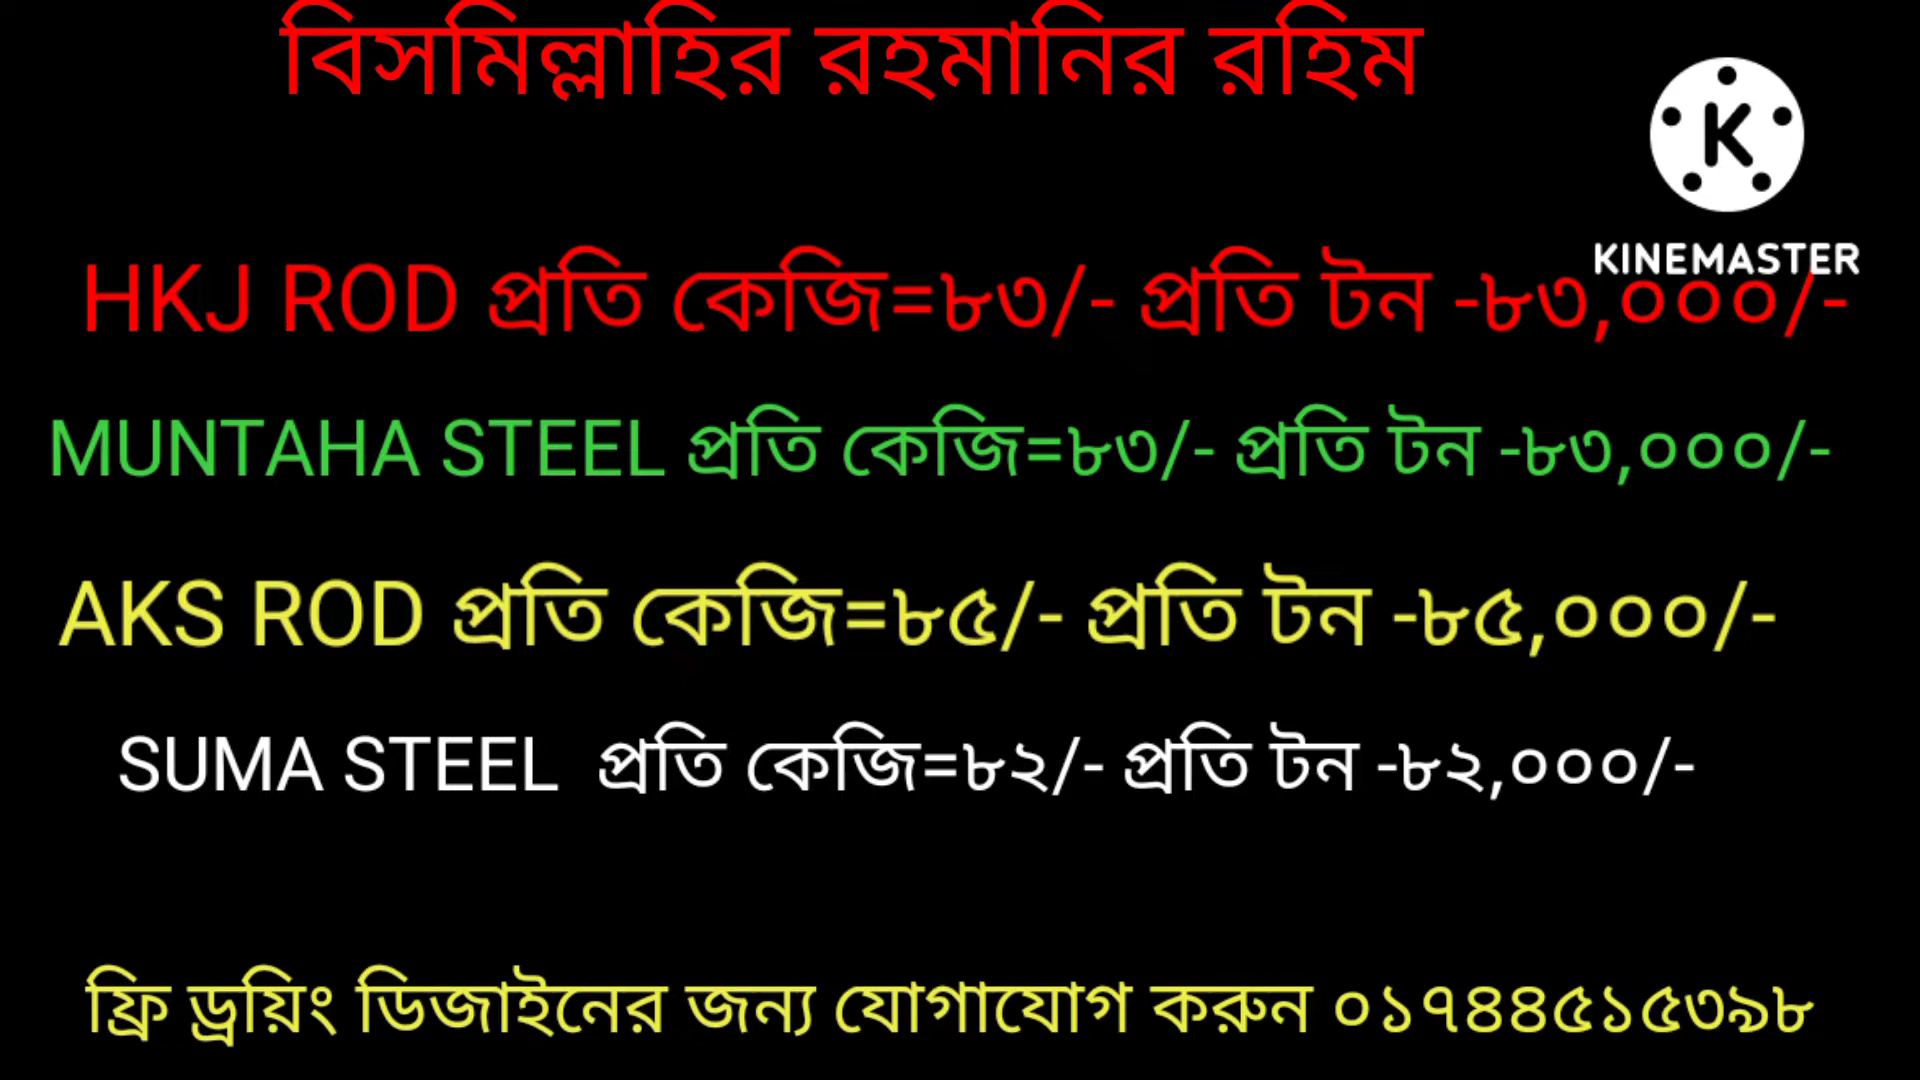 বিসমিল্লাহির রহমানির রহিম
K
KINEMASTER
HKJ ROD প্রতি কেজি=৮৩/- প্রতি টন -৮৩,০০০/-
MUNTAHA STEEL প্রতি কেজি=৮৩/- প্রতি টন -৮৩,০০০/-
AKS ROD প্রতি কেজি=৮৫/- প্রতি টন -৮৫,০০০/-
SUMA STEEL প্রতি কেজি=৮২/- প্রতি টন -৮২,০০০/-
ফ্রি ড্রয়িং ডিজাইনের জন্য যোগাযোগ করুন ০১৭৪৪৫১৫৩৯৮